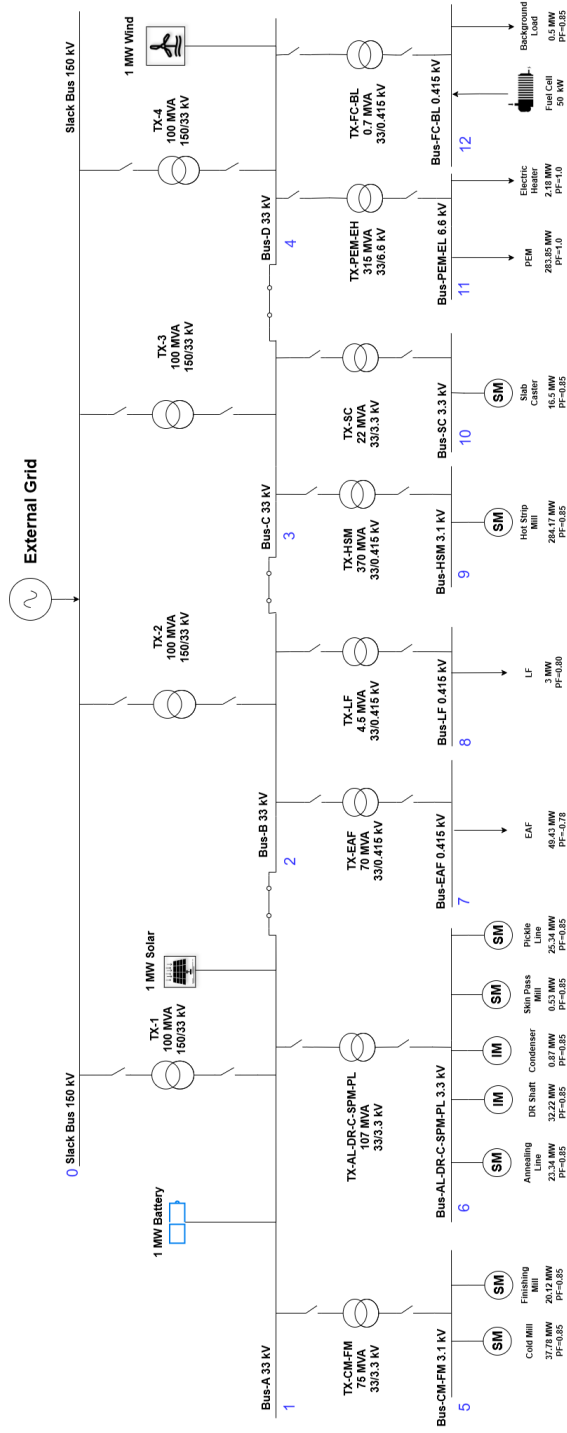 External Grid
0 Slack Bus 150 kV
Slack Bus 150 kV
TX-1
100 MVA
150/33 kV
TX-2
100 MVA
150/33 kV
TX-3
100 MVA
150/33 kV
TX-4
100 MVA
150/33 kV
1 MW Battery
1 MW Solar
1 MW Wind
Bus-A 33 kV
1
Bus-B 33 kV
2
Bus-C 33 kV
3
Bus-D 33 kV
4
TX-CM-FM
75 MVA
33/3.3 kV
TX-AL-DR-C-SPM-PL
107 MVA
33/3.3 kV
TX-EAF
70 MVA
33/0.415 kV
TX-LF
4.5 MVA
33/0.415 kV
TX-HSM
370 MVA
33/0.415 kV
TX-SC
22 MVA
33/3.3 kV
TX-PEM-EH
315 MVA
33/6.6 kV
TX-FC-BL
0.7 MVA
33/0.415 kV
Bus-CM-FM 3.1 kV
5
Bus-AL-DR-C-SPM-PL 3.3 kV
6
Bus-EAF 0.415 kV
7
Bus-LF 0.415 kV
8
Bus-HSM 3.1 kV
9
Bus-SC 3.3 kV
10
Bus-PEM-EL 6.6 kV
11
Bus-FC-BL 0.415 kV
12
SM
Cold Mill
37.78 MW
PF=0.85
SM
Finishing
Mill
20.12 MW
PF=0.85
SM
Annealing
Line
23.34 MW
PF=0.85
IM
DR Shaft
32.22 MW
PF=0.85
IM
Condenser
0.87 MW
PF=0.85
SM
Skin Pass
Mill
0.53 MW
PF=0.85
SM
Pickle
Line
25.34 MW
PF=0.85
EAF
49.43 MW
PF=-0.78
LF
3 MW
PF=0.80
SM
Hot Strip
Mill
284.17 MW
PF=0.85
SM
Slab
Caster
16.5 MW
PF=0.85
PEM
283.85 MW
PF=1.0
Electric
Heater
2.18 MW
PF=1.0
Fuel Cell
50 kW
Background
Load
0.5 MW
PF=0.85